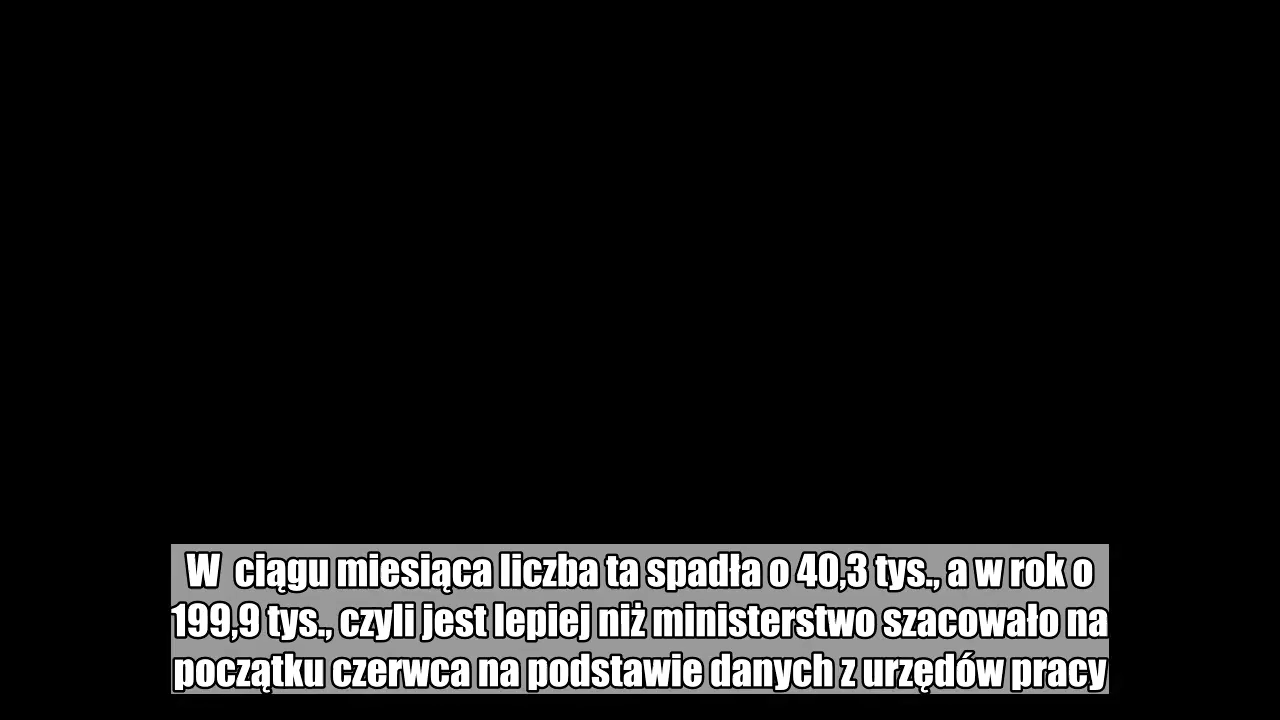 W  ciągu miesiąca liczba ta spadła o 40,3 tys., a w rok o
199,9 tys., czyli jest lepiej niż ministerstwo szacowało na
początku czerwca na podstawie danych z urzędów pracy